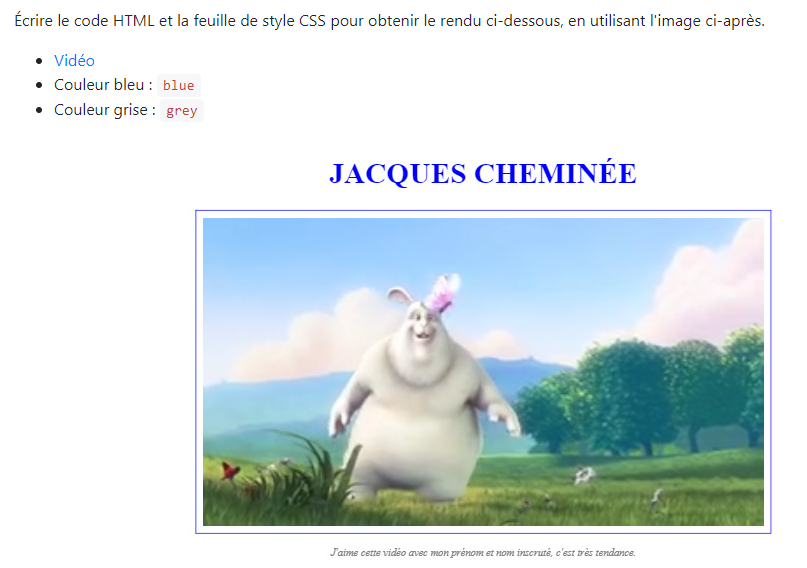 Écrire le code HTML et la feuille de style CSS pour obtenir le rendu ci-dessous, en utilisant l'image ci-après.
Vidéo
Couleur bleu : blue
Couleur grise : grey
JACQUES CHEMINÉE
J'aime cette vidéo avec mon prénom et nom inscruté, c'est très tendance.